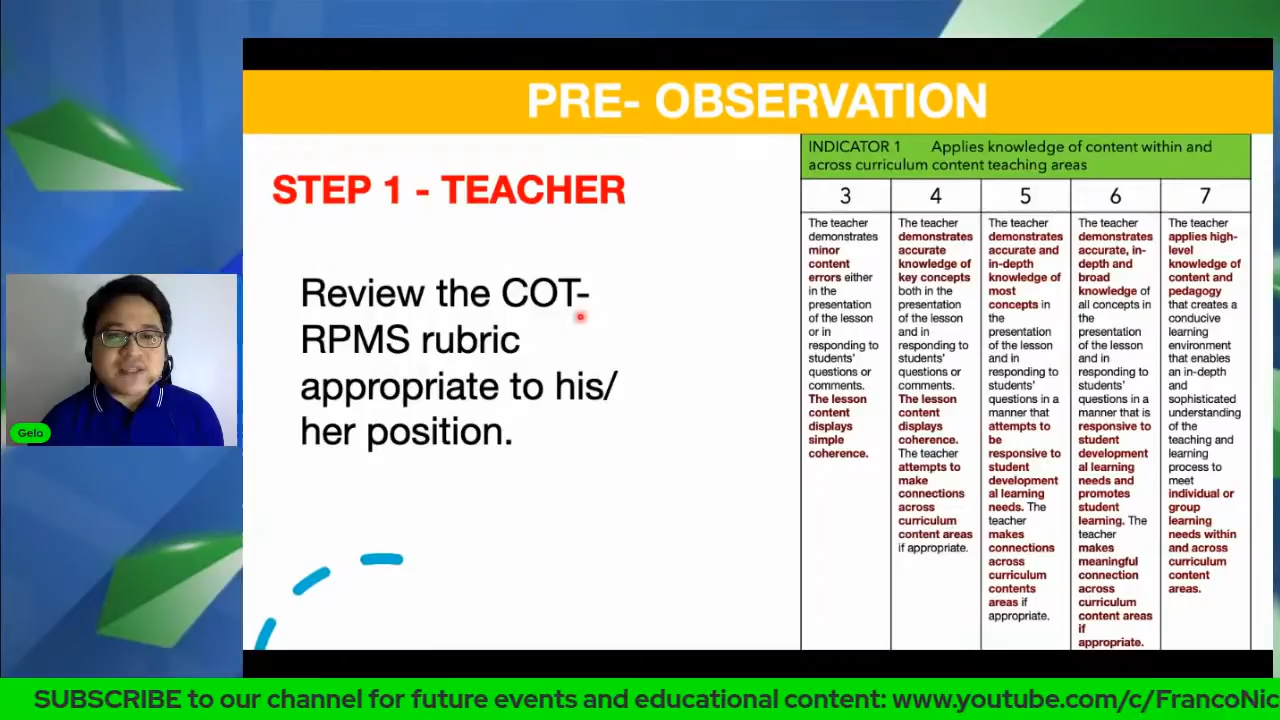 PRE- OBSERVATION
STEP 1 - TEACHER
Review the COT-
RPMS rubric
appropriate to his/
her position.
INDICATOR 1 Applies knowledge of content within and
across curriculum content teaching areas
3
The teacher
demonstrates
minor
content
errors either
in the
presentation
of the lesson
or in
responding to
students'
questions or
comments.
The lesson
content
displays
simple
coherence.
4
The teacher
demonstrates
accurate
knowledge of
key concepts
both in the
presentation
of the lesson
and in
responding to
students'
questions or
comments.
The lesson
content
displays
coherence.
The teacher
attempts to
make
connections
across
curriculum
content areas
if appropriate.
5
The teacher
demonstrates
accurate and
in-depth
knowledge of
most
concepts in
the
presentation
of the lesson
and in
responding to
students'
questions in a
manner that
attempts to
be
responsive to
student
development
al learning
needs. The
teacher
makes
connections
across
curriculum
contents
areas if
appropriate.
6
The teacher
demonstrates
accurate, in-
depth and
broad
knowledge of
all concepts in
the
presentation
of the lesson
and in
responding to
students'
questions in a
manner that is
responsive to
student
development
al learning
needs and
promotes
student
learning. The
teacher
makes
meaningful
connection
across
curriculum
content areas
if
appropriate.
7
The teacher
applies high-
level
knowledge of
content and
pedagogy
that creates a
conducive
learning
environment
that enables
an in-depth
and
sophisticated
understanding
of the
teaching and
learning
process to
meet
individual or
group
learning
needs within
and across
curriculum
content
areas.
Gelo
SUBSCRIBE to our channel for future events and educational content: www.youtube.com/c/FrancoNic